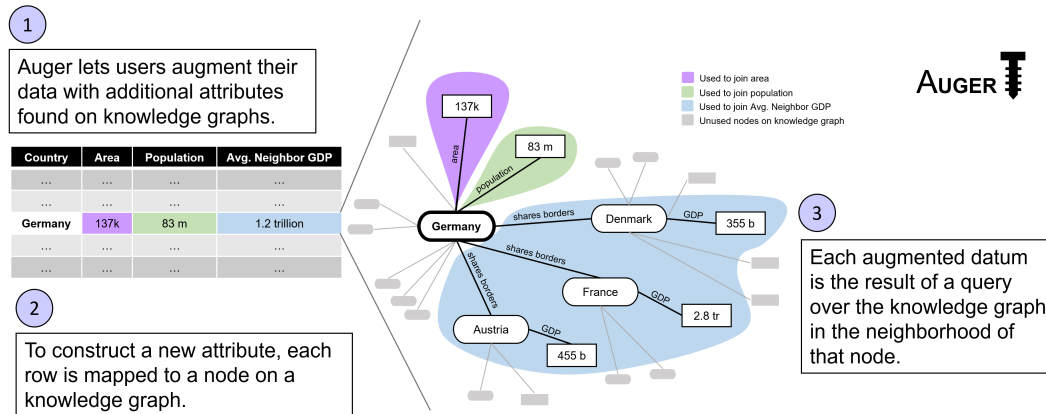 1
Auger lets users augment their
data with additional attributes
found on knowledge graphs.
Country Area Population Avg. Neighbor GDP
... ... ... ...
... ... ... ...
Germany 137k 83 m 1.2 trillion
... ... ... ...
... ... ... ...
2
To construct a new attribute, each
row is mapped to a node on a
knowledge graph.
137k
area
83 m
population
Germany
shares borders
Denmark
GDP
355 b
shares borders
France
GDP
2.8 tr
shares borders
Austria
GDP
455 b
Used to join area
Used to join population
Used to join Avg. Neighbor GDP
Unused nodes on knowledge graph
AUGER
3
Each augmented datum
is the result of a query
over the knowledge graph
in the neighborhood of
that node.